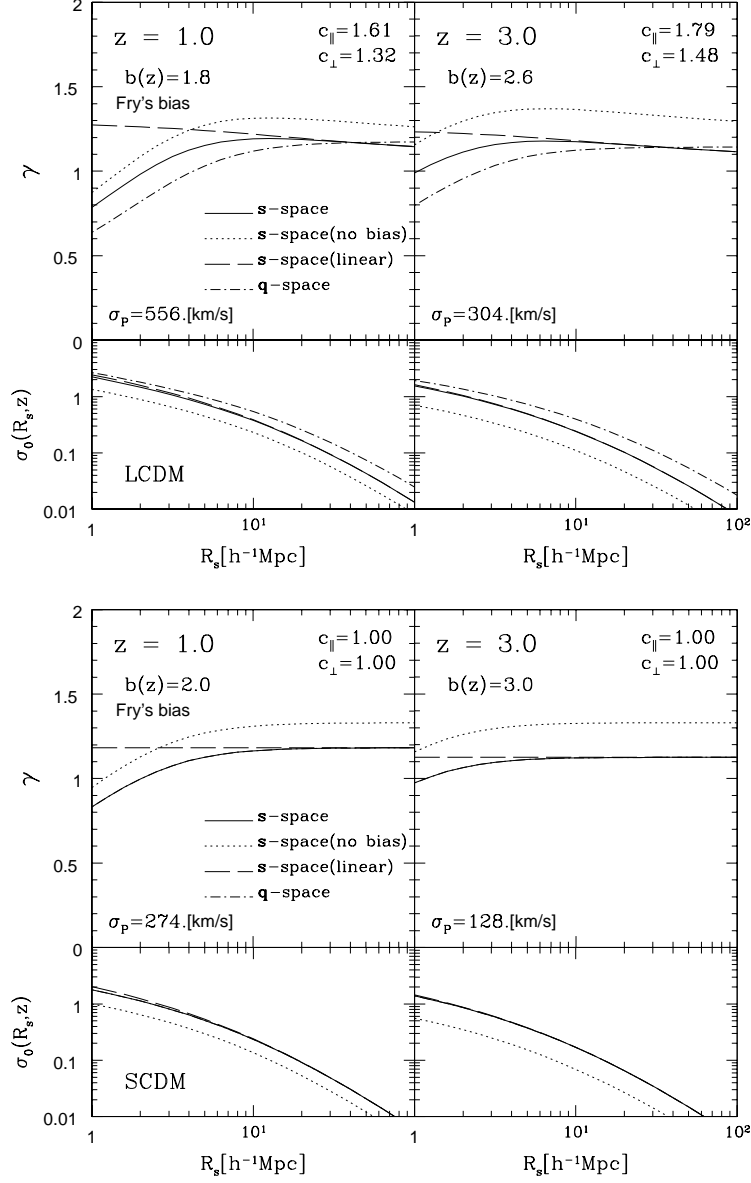 2
z = 1.0
c∥=1.61
c⊥=1.32
z = 3.0
c∥=1.79
c⊥=1.48
b(z)=1.8
b(z)=2.6
Fry's bias
1.5
1
γ
s-space
s-space(no bias)
s-space(linear)
q-space
0.5
σP=556.[km/s]
σP=304.[km/s]
0
1
σ0(Rs,z)
0.1
LCDM
0.01
1
10¹
1
10¹
10²
Rs[h⁻¹Mpc]
Rs[h⁻¹Mpc]
2
z = 1.0
c∥=1.00
c⊥=1.00
z = 3.0
c∥=1.00
c⊥=1.00
b(z)=2.0
b(z)=3.0
Fry's bias
1.5
1
γ
s-space
s-space(no bias)
s-space(linear)
q-space
0.5
σP=274.[km/s]
σP=128.[km/s]
0
1
σ0(Rs,z)
0.1
SCDM
0.01
1
10¹
1
10¹
10²
Rs[h⁻¹Mpc]
Rs[h⁻¹Mpc]